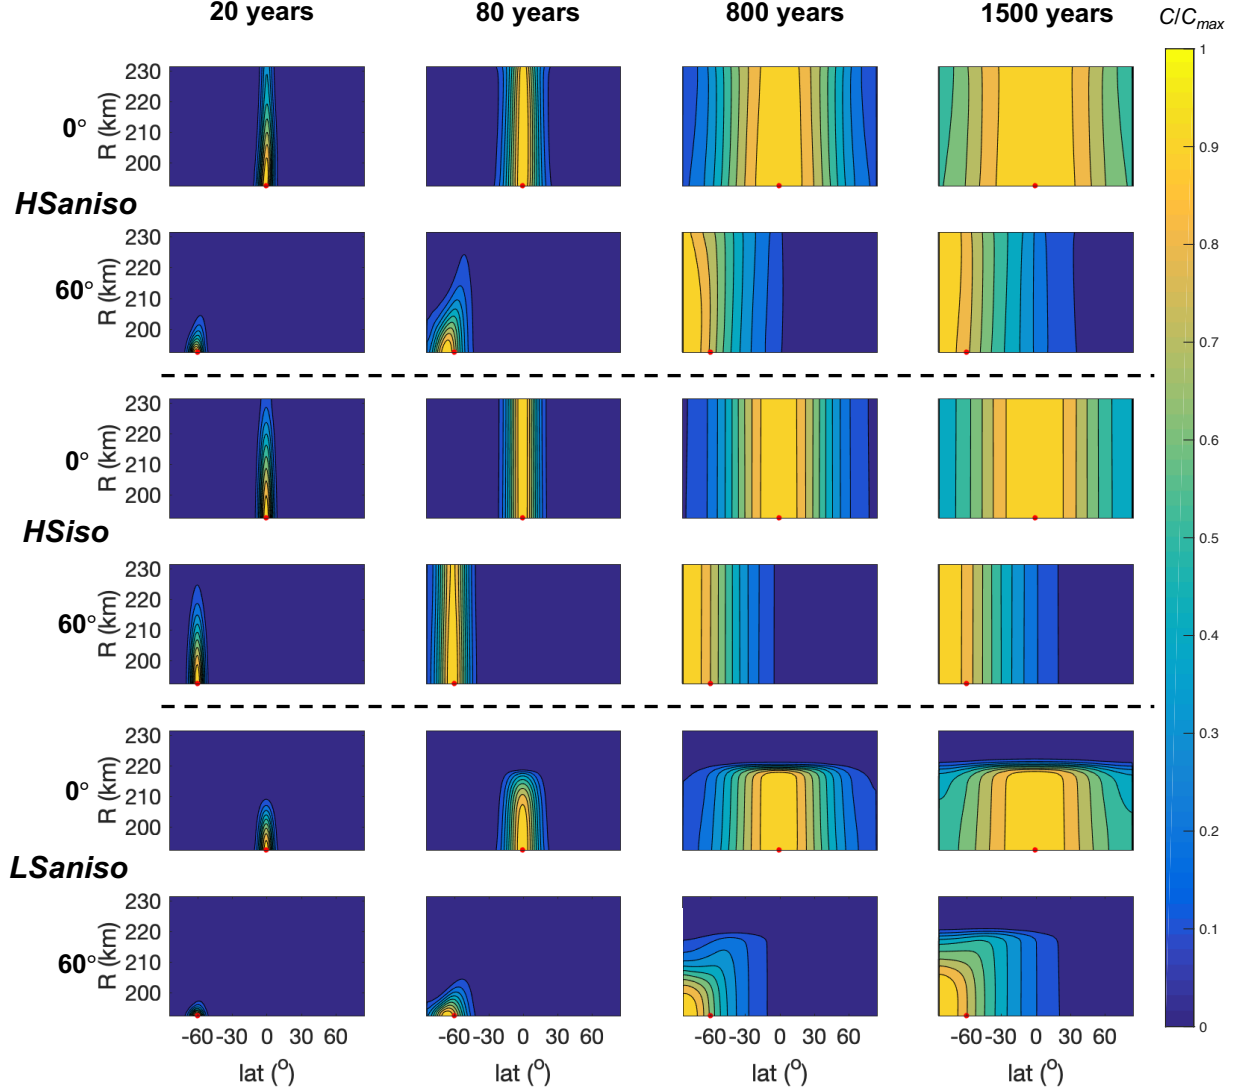 20 years 80 years 800 years 1500 years C/Cmax
0° R (km) 230 220 210 200
HSaniso
60° R (km) 230 220 210 200
0° R (km) 230 220 210 200
HSiso
60° R (km) 230 220 210 200
0° R (km) 230 220 210 200
LSaniso
60° R (km) 230 220 210 200
-60 -30 0 30 60 -60 -30 0 30 60 -60 -30 0 30 60 -60 -30 0 30 60
lat (o) lat (o) lat (o) lat (o)
1
0.9
0.8
0.7
0.6
0.5
0.4
0.3
0.2
0.1
0